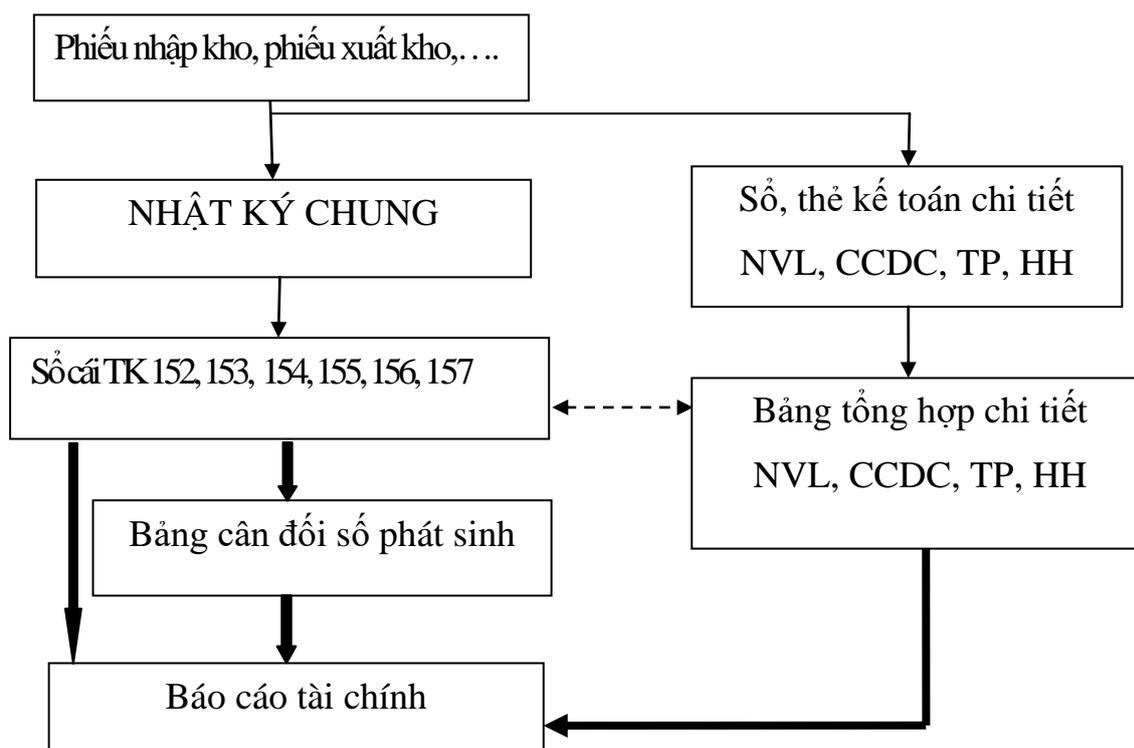 Phiếu nhập kho, phiếu xuất kho,….
NHẬT KÝ CHUNG
Sổ, thẻ kế toán chi tiết
NVL, CCDC, TP, HH
Sổ cái TK 152, 153, 154, 155, 156, 157
Bảng tổng hợp chi tiết
NVL, CCDC, TP, HH
Bảng cân đối số phát sinh
Báo cáo tài chính